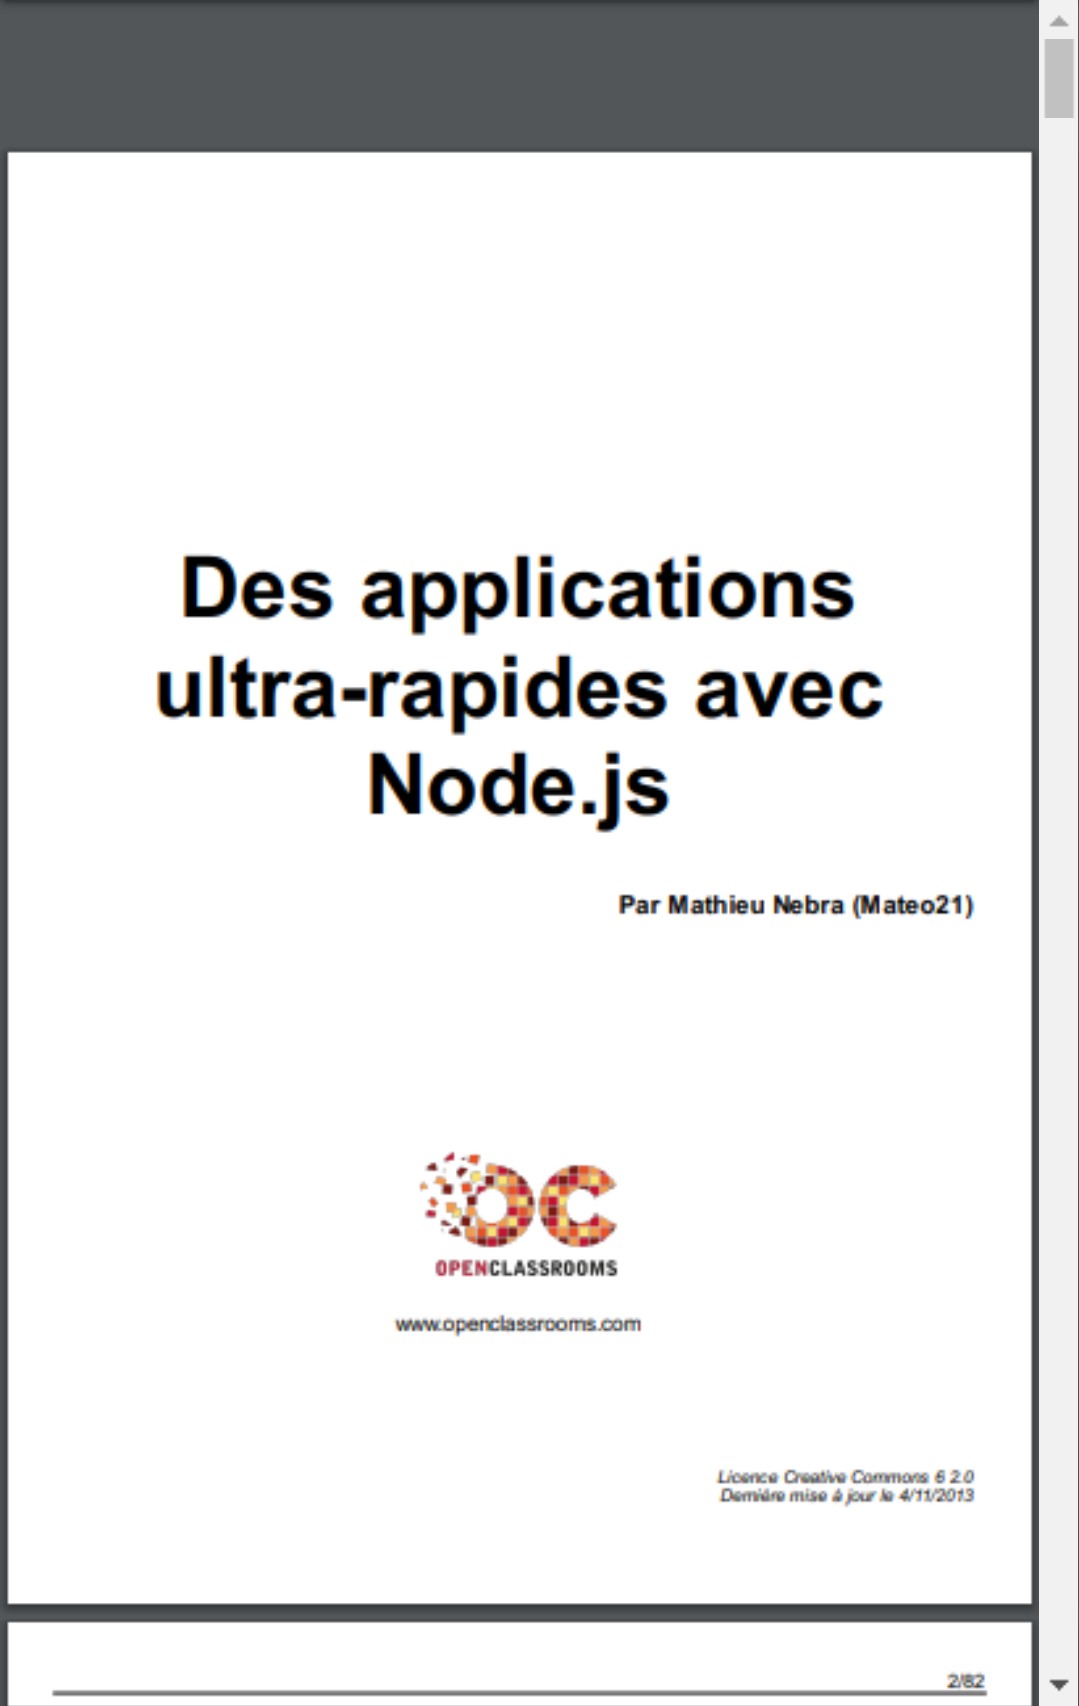 Des applications
ultra-rapides avec
Node.js
Par Mathieu Nebra (Mateo21)
OC
OPENCLASSROOMS
www.openclassrooms.com
Licence Creative Commons 6 2.0
Dernière mise à jour le 4/11/2013
2/82